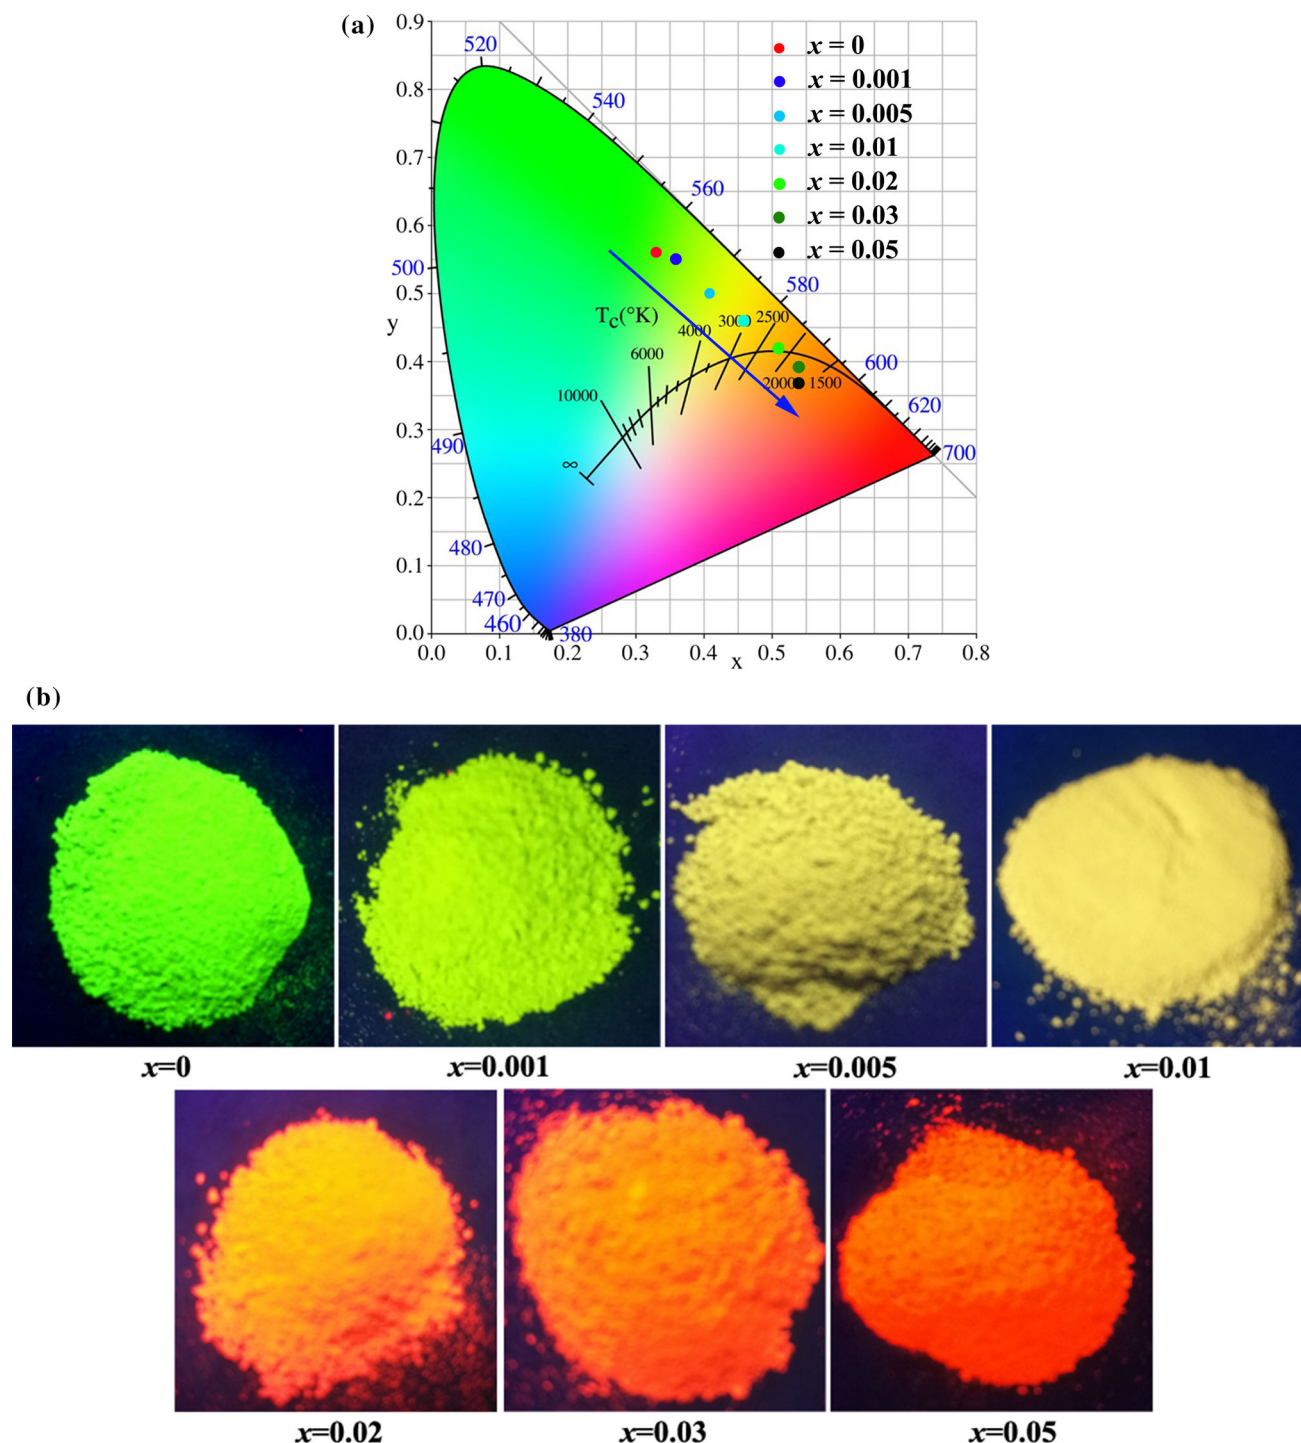 (a)
0.9
0.8
0.7
0.6
0.5
0.4
0.3
0.2
0.1
0.0
y
0.0 0.1 0.2 0.3 0.4 0.5 0.6 0.7 0.8
x
520
540
560
580
600
620
700
500
490
480
470
460
380
x = 0
x = 0.001
x = 0.005
x = 0.01
x = 0.02
x = 0.03
x = 0.05
Tc(°K)
∞
10000
6000
4000
3000
2500
2000
1500
(b)
x=0 x=0.001 x=0.005 x=0.01
x=0.02 x=0.03 x=0.05